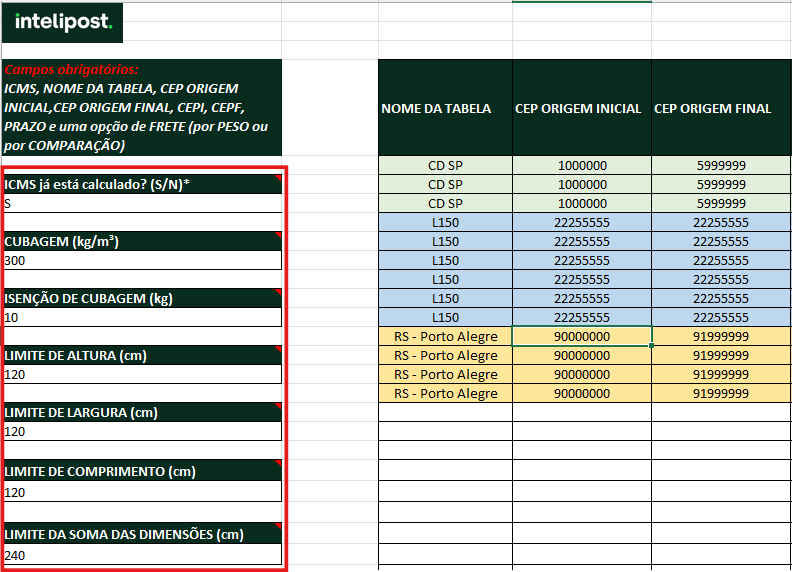 intelipost.
Campos obrigatórios:
ICMS, NOME DA TABELA, CEP ORIGEM
INICIAL,CEP ORIGEM FINAL, CEPI, CEPF,
PRAZO e uma opção de FRETE (por PESO ou
por COMPARAÇÃO)
ICMS já está calculado? (S/N)*
S
CUBAGEM (kg/m³)
300
ISENÇÃO DE CUBAGEM (kg)
10
LIMITE DE ALTURA (cm)
120
LIMITE DE LARGURA (cm)
120
LIMITE DE COMPRIMENTO (cm)
120
LIMITE DA SOMA DAS DIMENSÕES (cm)
240
NOME DA TABELA CEP ORIGEM INICIAL CEP ORIGEM FINAL
CD SP 1000000 5999999
CD SP 1000000 5999999
CD SP 1000000 5999999
L150 22255555 22255555
L150 22255555 22255555
L150 22255555 22255555
L150 22255555 22255555
L150 22255555 22255555
L150 22255555 22255555
RS - Porto Alegre 90000000 91999999
RS - Porto Alegre 90000000 91999999
RS - Porto Alegre 90000000 91999999
RS - Porto Alegre 90000000 91999999